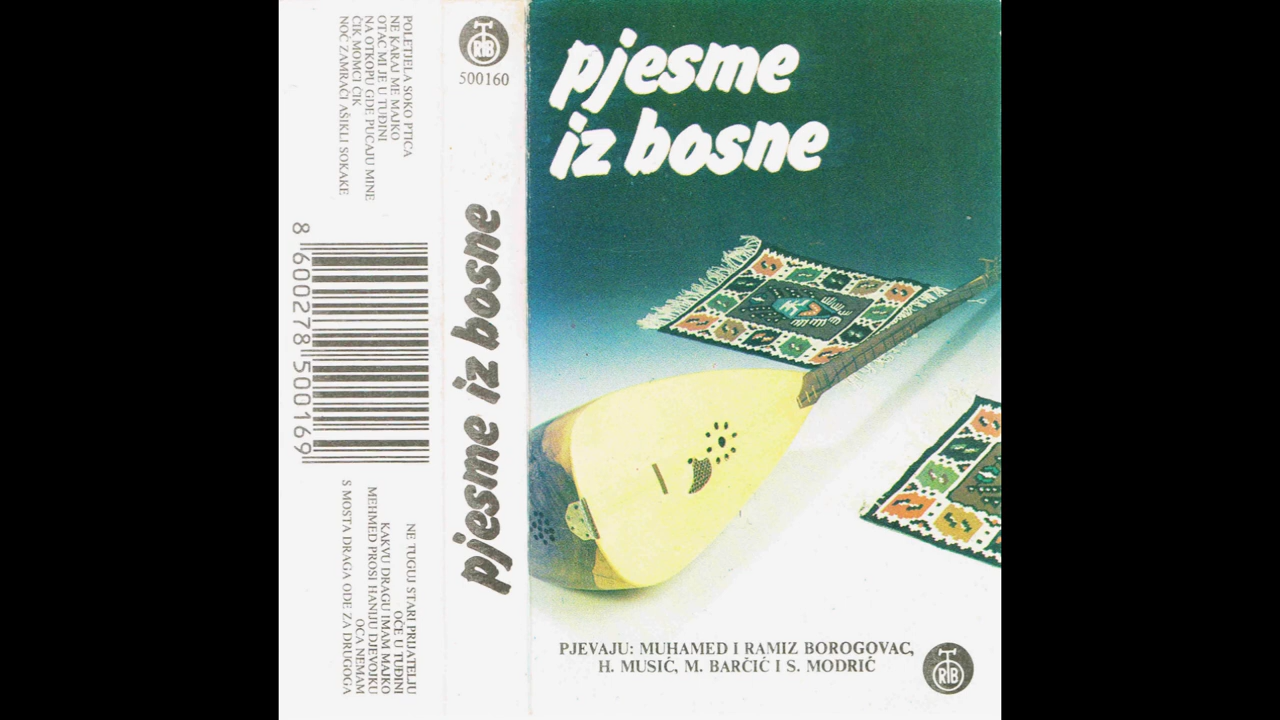 POLETJELA SOKO PTICA
NE KARAJ ME MAJKO
OTAC MI JE U TUĐINI
NA OTKOPU GDE PUCAJU MINE
ČIK MOMCI ČIK
NOĆ ZAMRAČI AŠIKLI SOKAKE
8 600278 500169
NE TUGUJ STARI PRIJATELJU
OČE U TUĐINI
KAKVU DRAGU IMAM MAJKO
MEHMED PROSI HANIJU DJEVOJKU
OCA NEMAM
S MOSTA DRAGA ODE ZA DRUGOGA
RTB
500160
pjesme iz bosne
pjesme
iz bosne
PJEVAJU: MUHAMED I RAMIZ BOROGOVAC,
H. MUSIĆ, M. BARČIĆ I S. MODRIĆ
RTB